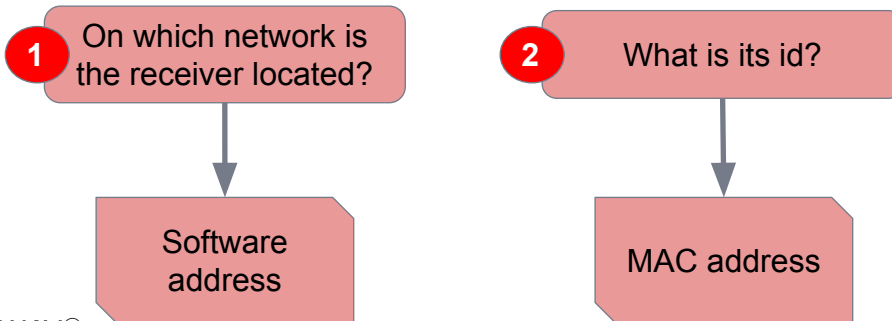 1
On which network is
the receiver located?
2
What is its id?
Software
address
MAC address